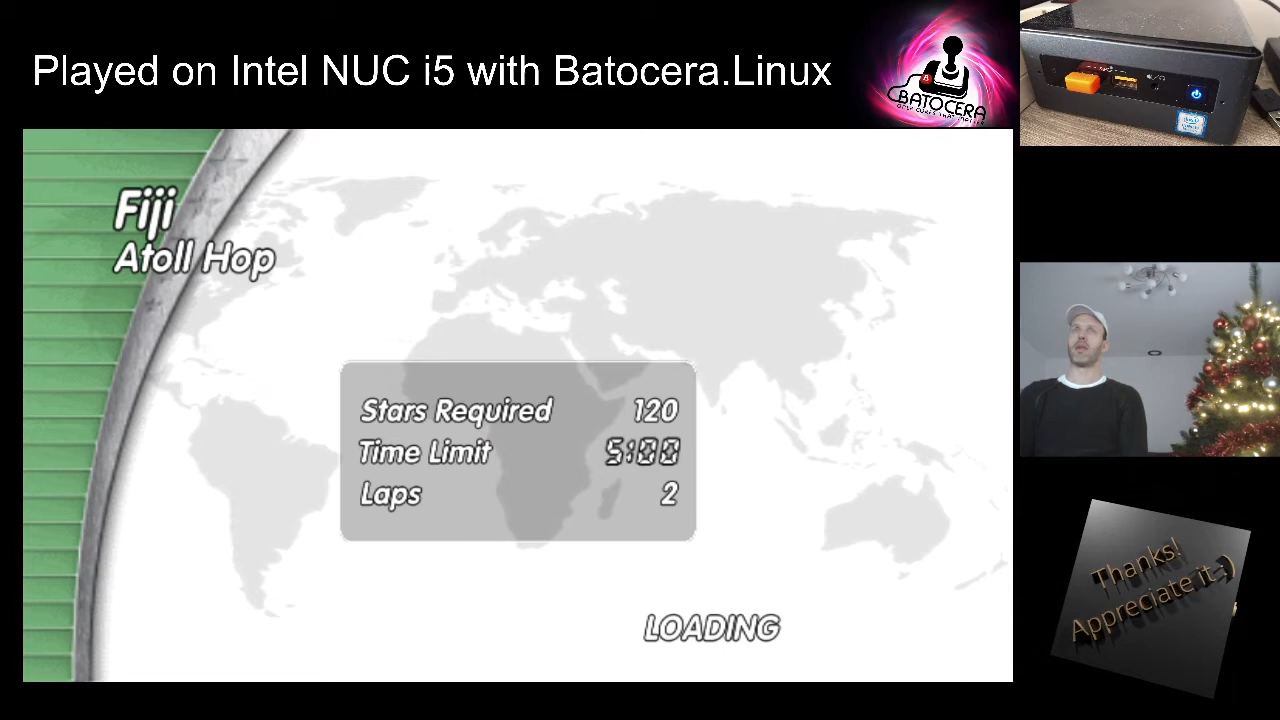 Played on Intel NUC i5 with Batocera.Linux
BATOCERA
Fiji
Atoll Hop
Stars Required 120
Time Limit 5:00
Laps 2
LOADING
Thanks!
Appreciate it :)